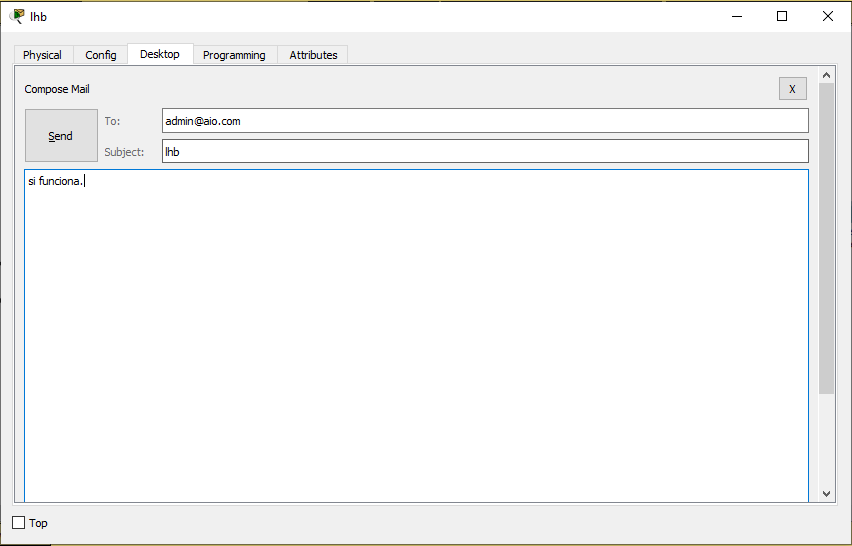 lhb
Physical Config Desktop Programming Attributes
Compose Mail X
Send
To: admin@aio.com
Subject: lhb
si funciona.
Top